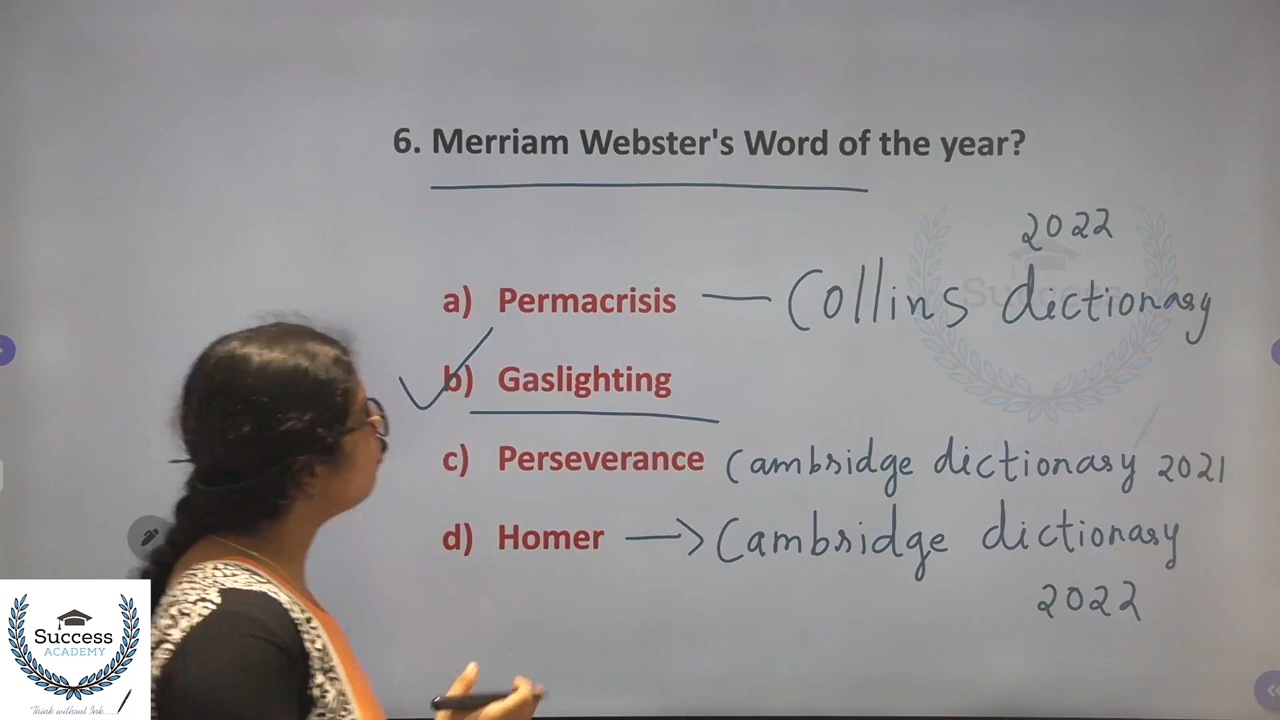 6. Merriam Webster's Word of the year?
2022
a) Permacrisis — Collins dictionary
b) Gaslighting
c) Perseverance Cambridge dictionary 2021
d) Homer → Cambridge dictionary
2022
Success
ACADEMY
Think without Ink.....